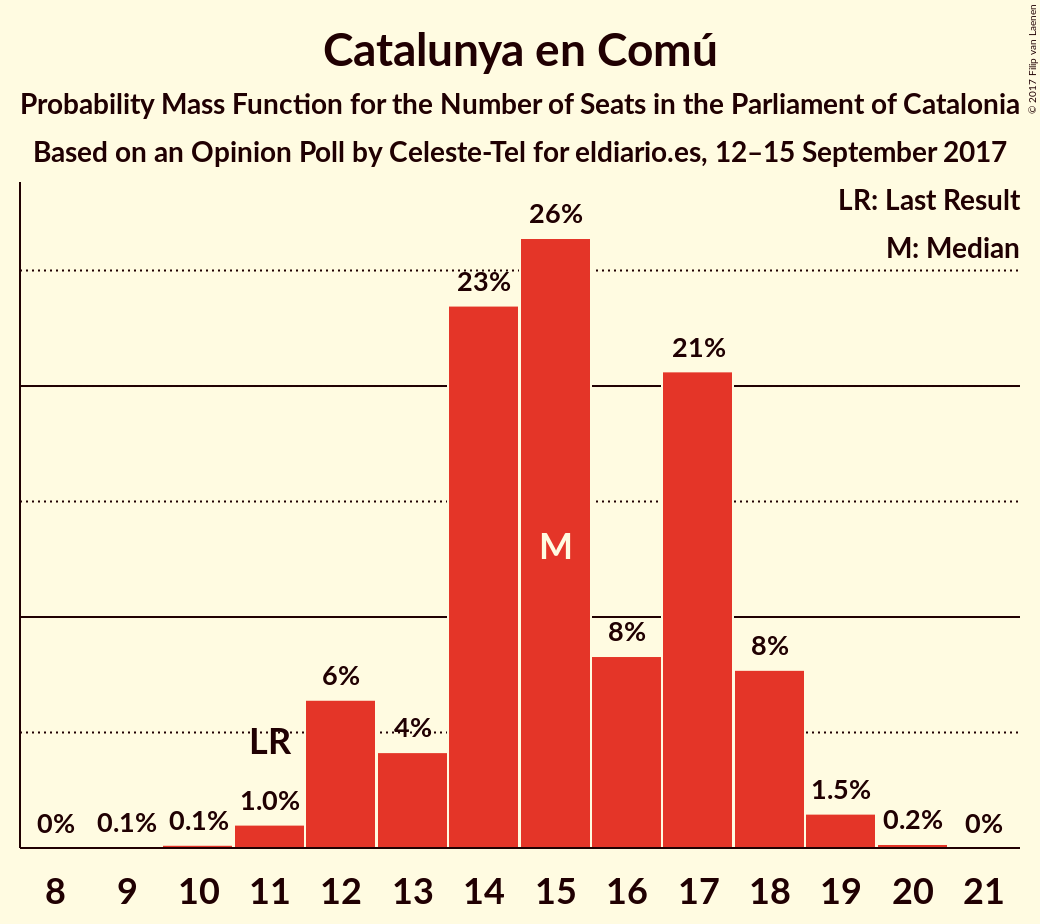 Catalunya en Comú
Probability Mass Function for the Number of Seats in the Parliament of Catalonia
Based on an Opinion Poll by Celeste-Tel for eldiario.es, 12–15 September 2017
© 2017 Filip van Laenen
LR: Last Result
M: Median
26%
23%
21%
M
8%
8%
6%
4%
LR
1.5%
1.0%
0% 0.1% 0.1% 0.2% 0%
8 9 10 11 12 13 14 15 16 17 18 19 20 21